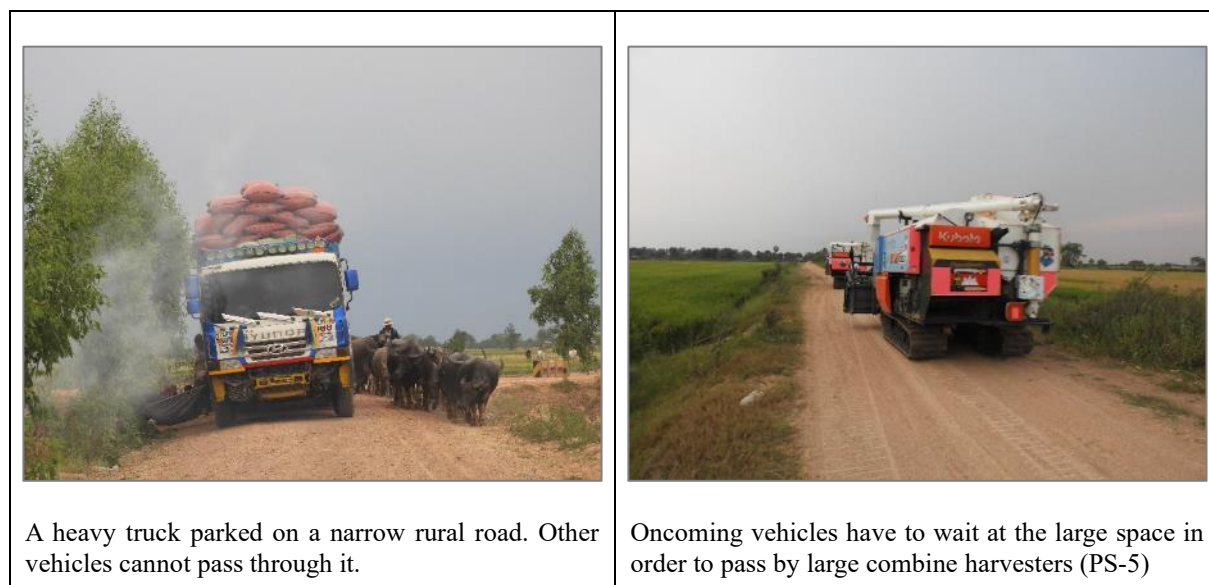 HYUNDAI
Kubota
A heavy truck parked on a narrow rural road. Other
vehicles cannot pass through it.
Oncoming vehicles have to wait at the large space in
order to pass by large combine harvesters (PS-5)